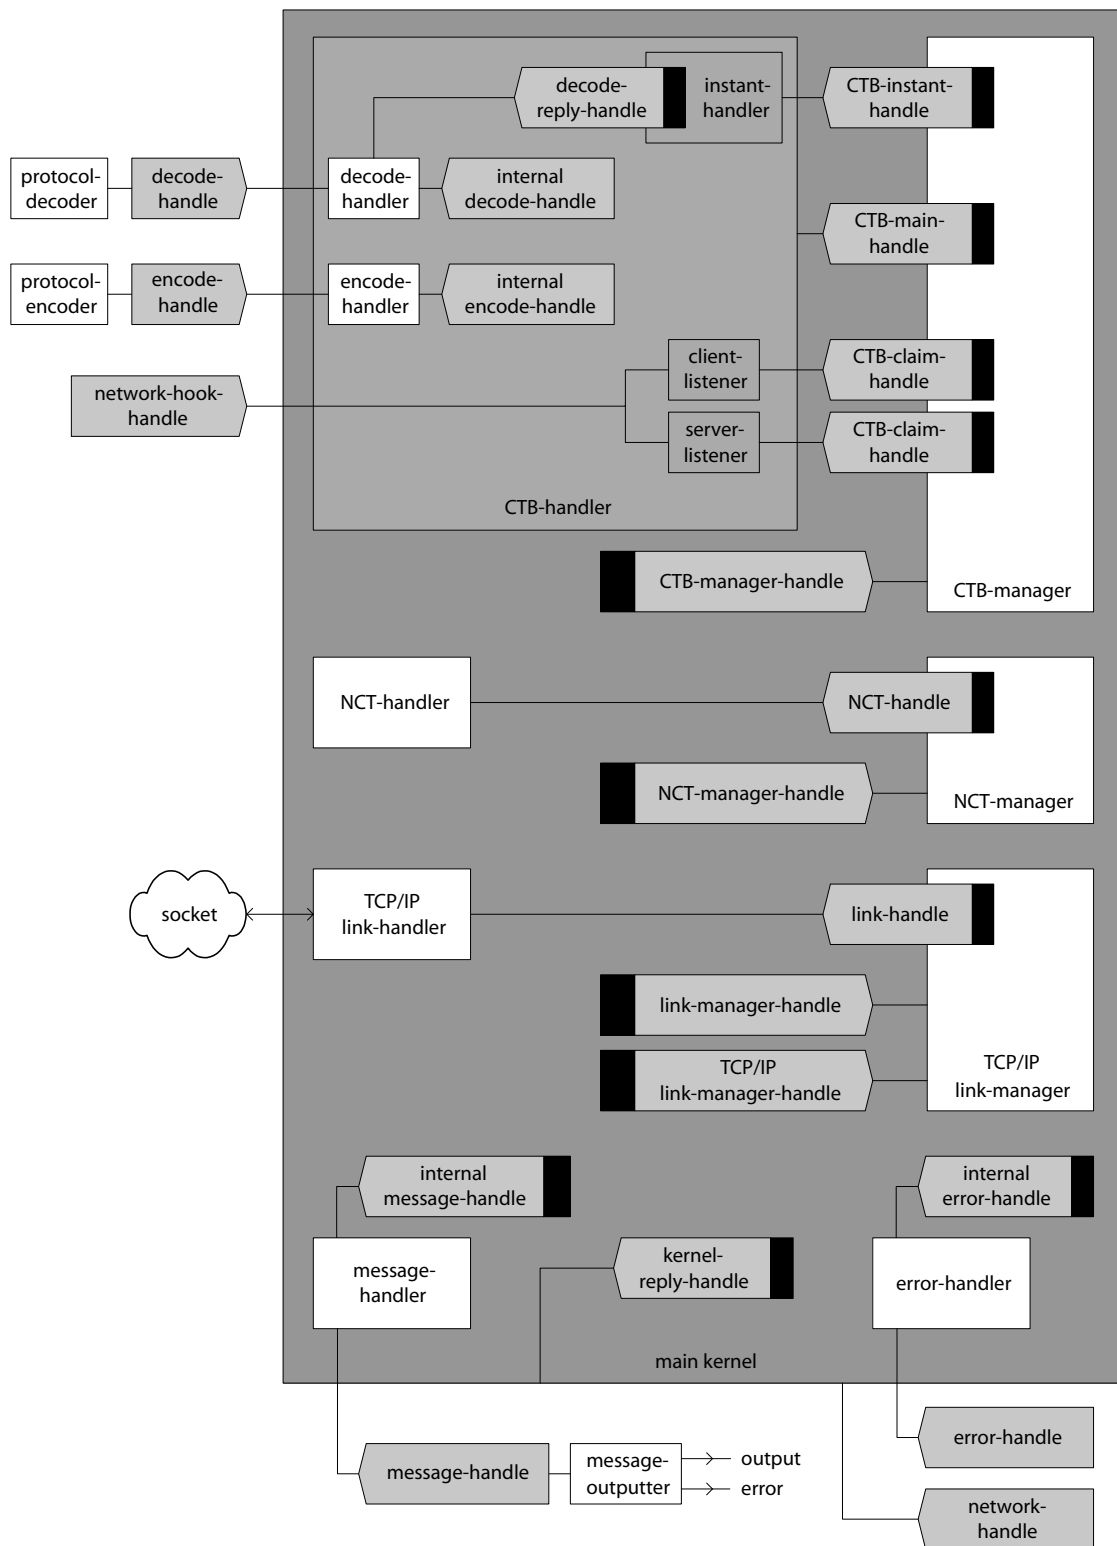 decode-
reply-handle
instant-
handler
CTB-instant-
handle
protocol-
decoder
decode-
handle
decode-
handler
internal
decode-handle
CTB-main-
handle
protocol-
encoder
encode-
handle
encode-
handler
internal
encode-handle
client-
listener
CTB-claim-
handle
network-hook-
handle
server-
listener
CTB-claim-
handle
CTB-handler
CTB-manager-handle
CTB-manager
NCT-handler
NCT-handle
NCT-manager-handle
NCT-manager
socket
TCP/IP
link-handler
link-handle
link-manager-handle
TCP/IP
link-manager-handle
TCP/IP
link-manager
internal
message-handle
internal
error-handle
message-
handler
kernel-
reply-handle
error-handler
main kernel
error-handle
message-handle
message-
outputter
output
error
network-
handle